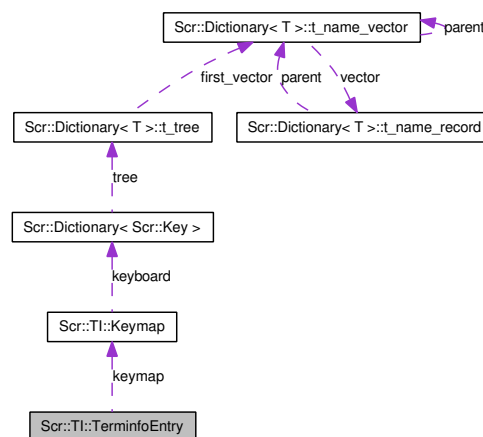 Scr::Dictionary< T >::t_name_vector
parent
first_vector
parent
vector
Scr::Dictionary< T >::t_tree
Scr::Dictionary< T >::t_name_record
tree
Scr::Dictionary< Scr::Key >
keyboard
Scr::TI::Keymap
keymap
Scr::TI::TerminfoEntry